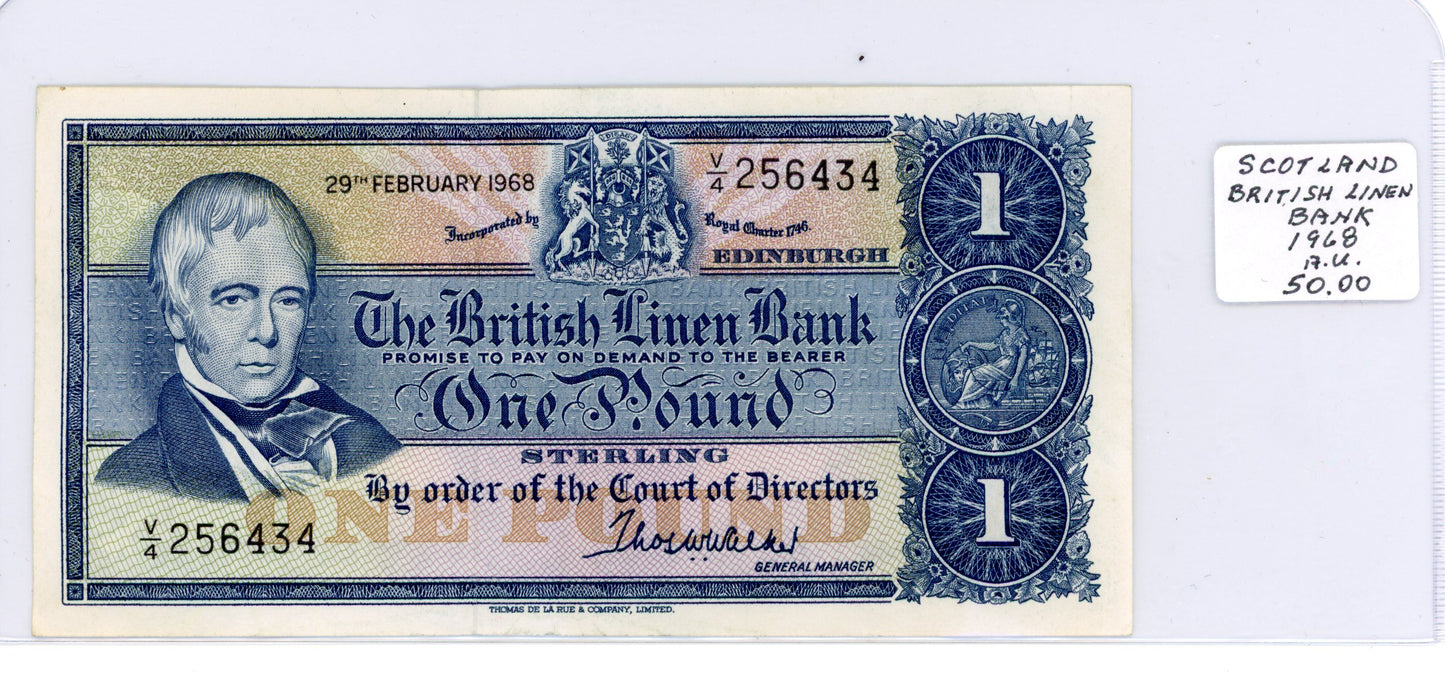 29TH FEBRUARY 1968
V/4 256434
Incorporated by
Royal Charter 1746.
EDINBURGH
The British Linen Bank
PROMISE TO PAY ON DEMAND TO THE BEARER
One Pound
STERLING
By order of the Court of Directors
ONE POUND
V/4 256434
Thos W Walker
GENERAL MANAGER
THOMAS DE LA RUE & COMPANY, LIMITED.
1
1
SCOTLAND
BRITISH LINEN
BANK
1968
A.U.
50.00